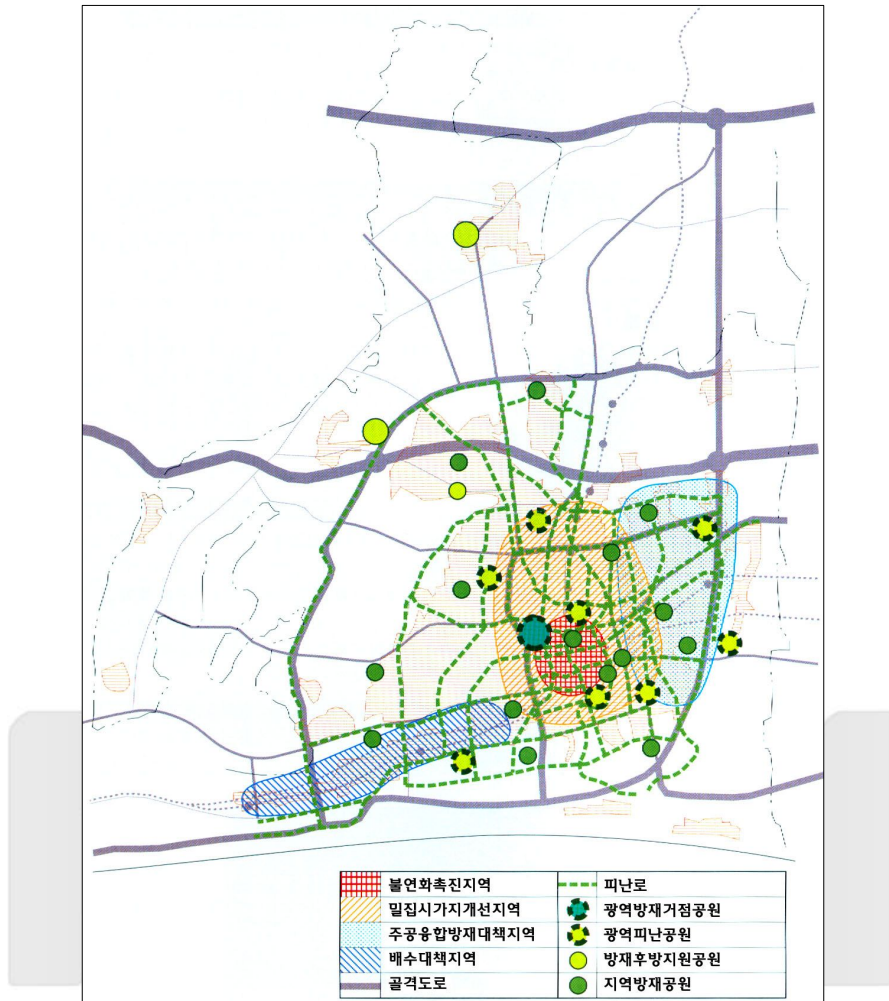 불연화촉진지역
피난로
밀집시가지개선지역
광역방재거점공원
주공융합방재대책지역
광역피난공원
배수대책지역
방재후방지원공원
골격도로
지역방재공원